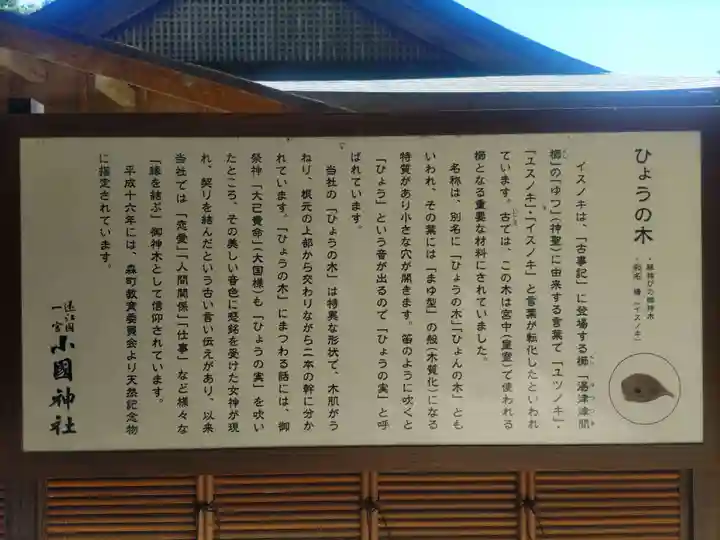 ひょうの木
・縁結びの御神木
・別名 椿（イスノキ）
イスノキは、「古事記」に登場する櫛「湯津津間
櫛」の「ゆつ」（神聖）に由来する言葉で「ユツノキ」・
「ユスノキ」・「イスノキ」と言葉が転化したといわれ
ています。古くは、この木は宮中（皇室）で使われる
櫛となる重要な材料にされていました。
名称は、別名に「ひょうの木」「ひょんの木」とも
いわれ、その葉には「まゆ型」の殻（木質化）になる
特質があり小さな穴が開きます。笛のように吹くと
「ひょう」という音が出るので「ひょうの実」と呼
ばれています。
当社の「ひょうの木」は特異な形状で、木肌がう
ねり、根元の上部から交わりながら二本の幹に分か
れています。「ひょうの木」にまつわる話には、御
祭神「大己貴命」（大国様）も「ひょうの実」を吹い
たところ、その美しい音色に感銘を受けた女神が現
れ、契りを結んだという古い言い伝えがあり、以来
当社では「恋愛」「人間関係」「仕事」など様々な
「縁を結ぶ」御神木として信仰されています。
平成十六年には、森町教育委員会より天然記念物
に指定されています。
遠江国
一宮
小國神社